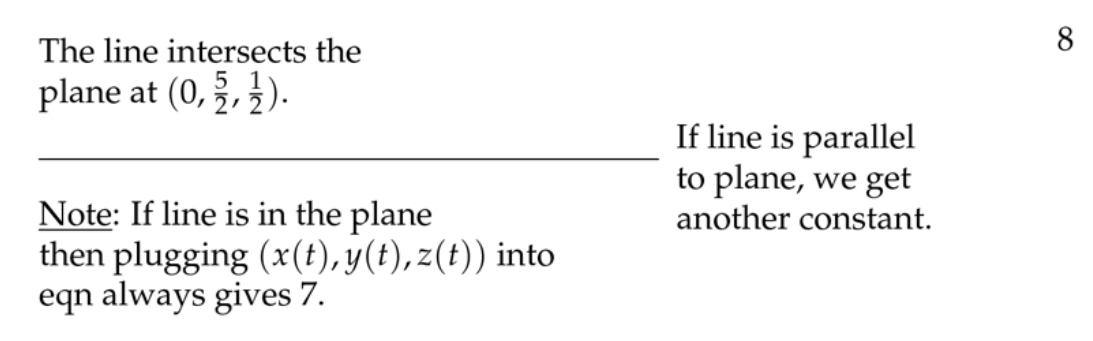 8
The line intersects the
plane at $(0, \frac{5}{2}, \frac{1}{2})$.
Note: If line is in the plane
then plugging $(x(t), y(t), z(t))$ into
eqn always gives 7.
If line is parallel
to plane, we get
another constant.